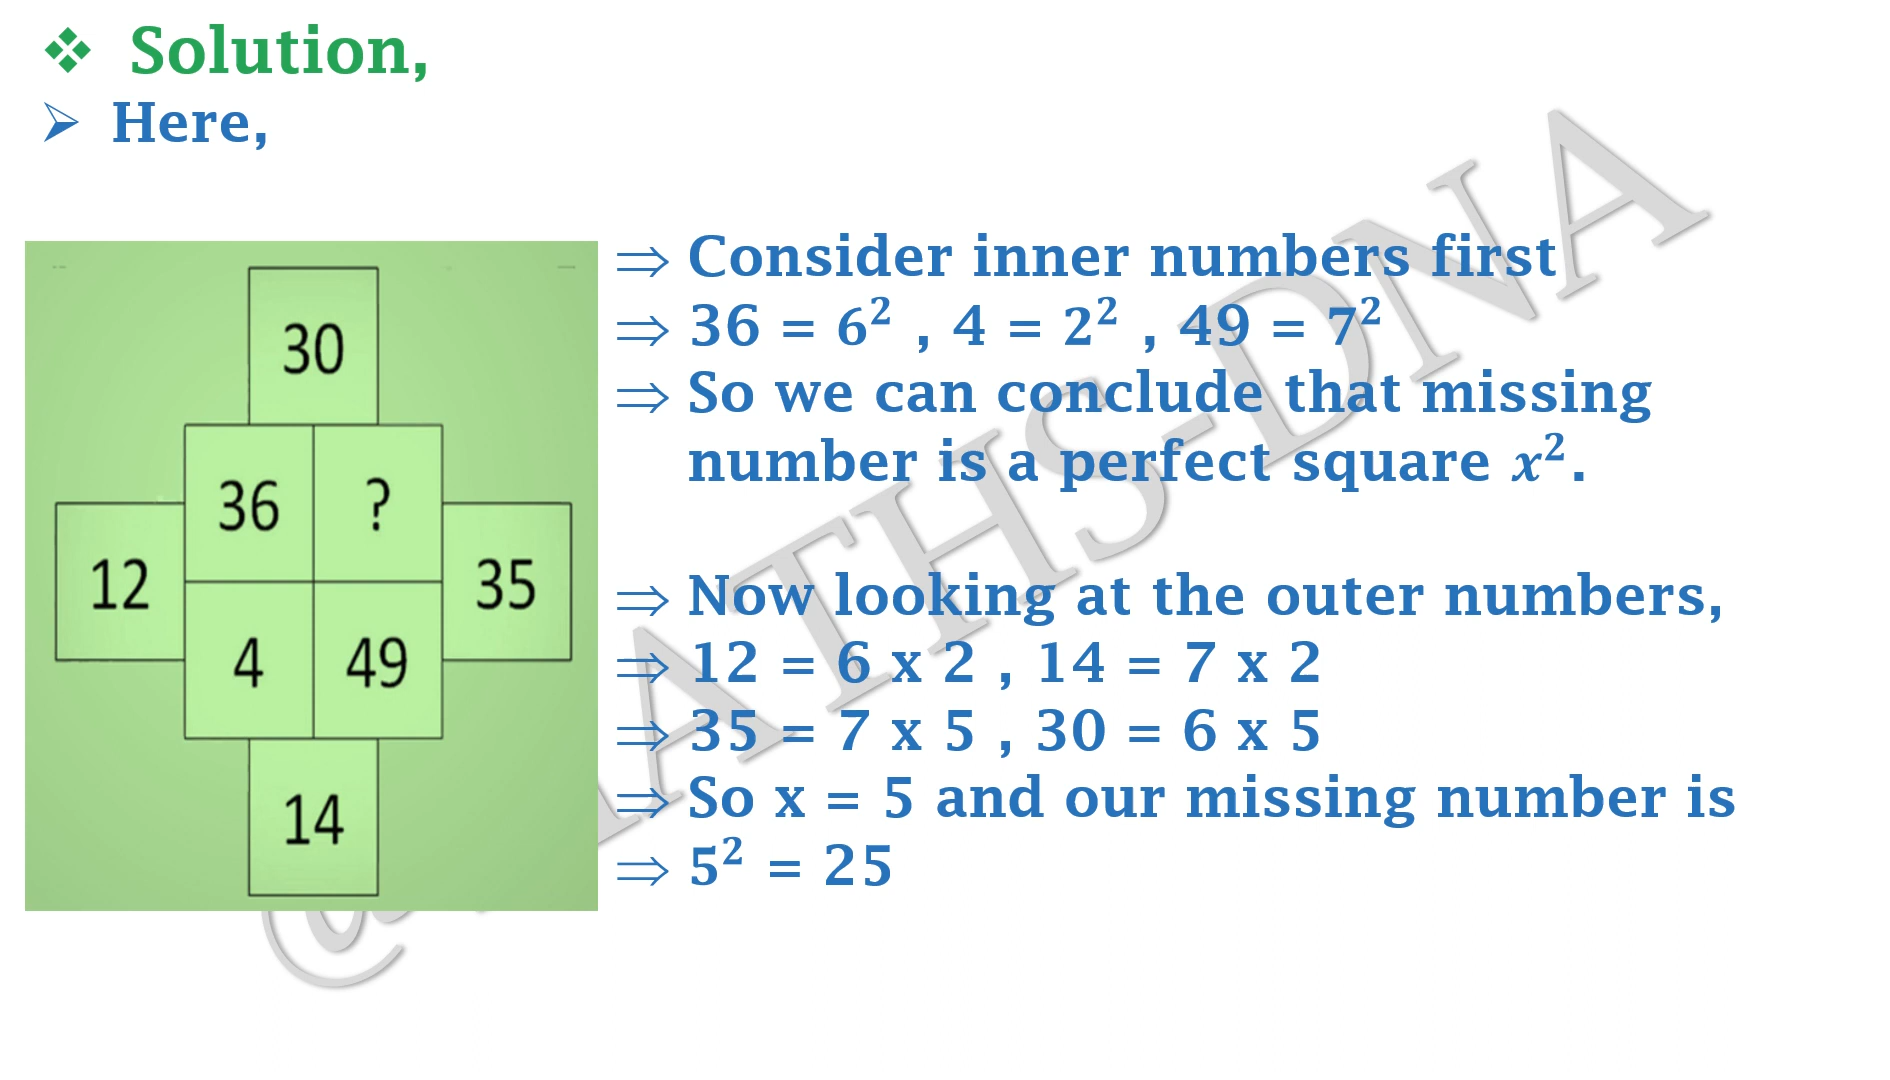 ❖ Solution,
➢ Here,
30
36 ?
12 35
4 49
14
⇒ Consider inner numbers first
⇒ 36 = 6² , 4 = 2² , 49 = 7²
⇒ So we can conclude that missing
number is a perfect square x².
⇒ Now looking at the outer numbers,
⇒ 12 = 6 x 2 , 14 = 7 x 2
⇒ 35 = 7 x 5 , 30 = 6 x 5
⇒ So x = 5 and our missing number is
⇒ 5² = 25
@MATHS-DNA